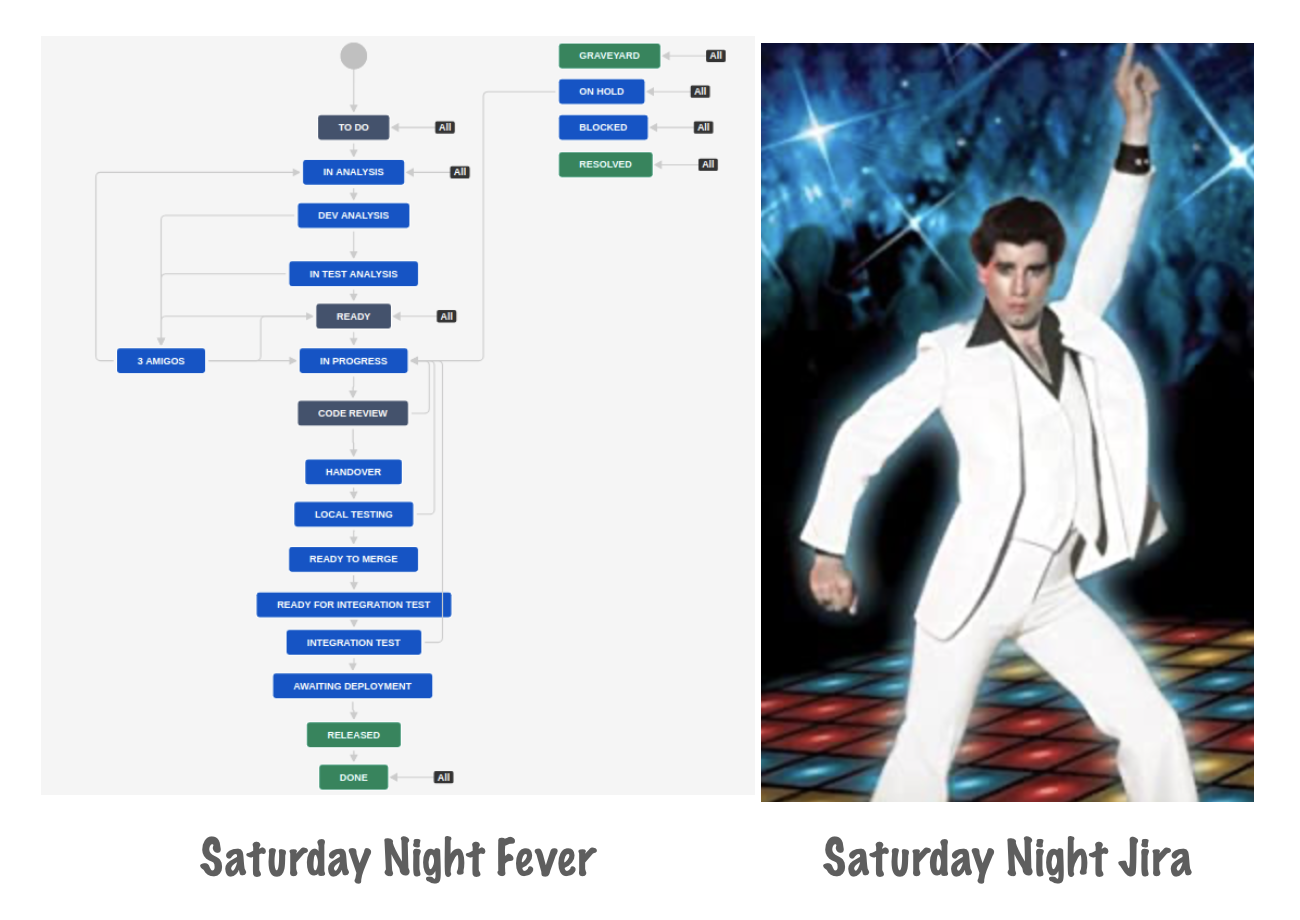 GRAVEYARD All
ON HOLD All
TO DO All
BLOCKED All
IN ANALYSIS All
RESOLVED All
DEV ANALYSIS
IN TEST ANALYSIS
READY All
3 AMIGOS
IN PROGRESS
CODE REVIEW
HANDOVER
LOCAL TESTING
READY TO MERGE
READY FOR INTEGRATION TEST
INTEGRATION TEST
AWAITING DEPLOYMENT
RELEASED
DONE All
Saturday Night Fever
Saturday Night Jira